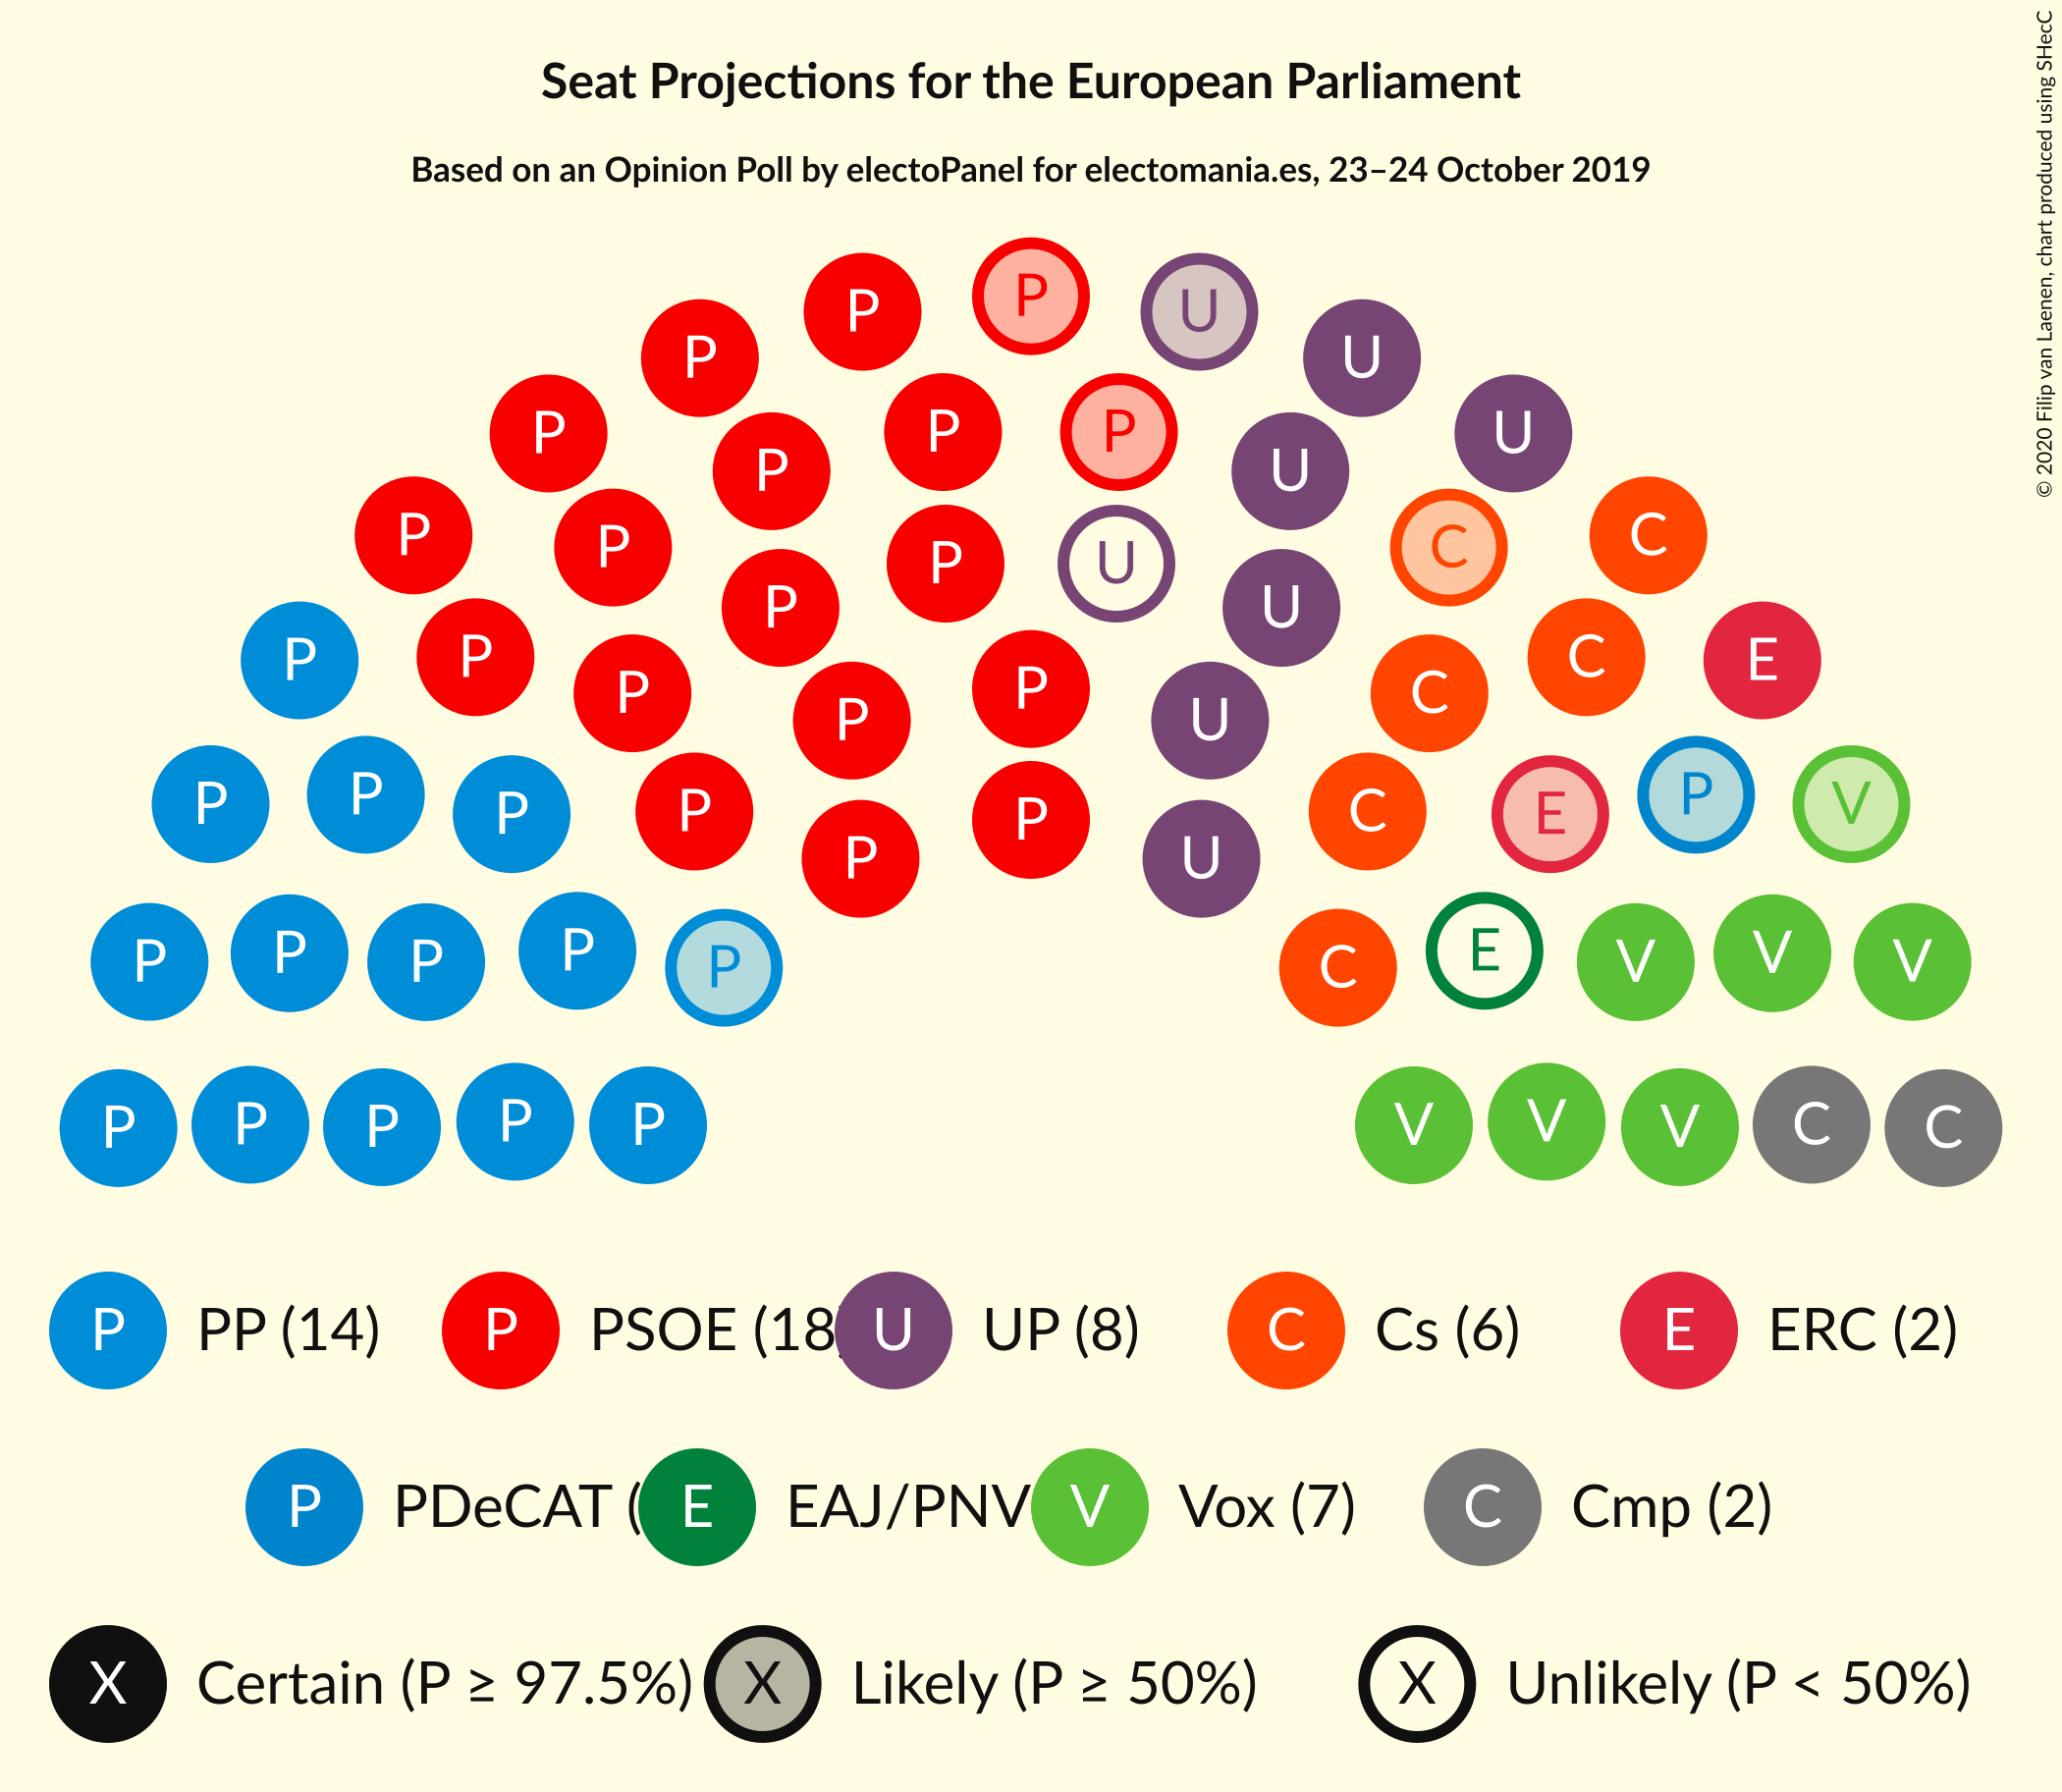 Seat Projections for the European Parliament
Based on an Opinion Poll by electoPanel for electomania.es, 23–24 October 2019
© 2020 Filip van Laenen, chart produced using SHecC
P P P U U
P P P P U U
P P P U C C
P P P U U C C E
P P P P P U C E P V
P P P P P P P U C E V V V
P P P P P V V V C C
P PP (14) P PSOE (18 U UP (8) C Cs (6) E ERC (2)
P PDeCAT ( E EAJ/PNV V Vox (7) C Cmp (2)
X Certain (P ≥ 97.5%) X Likely (P ≥ 50%) X Unlikely (P < 50%)